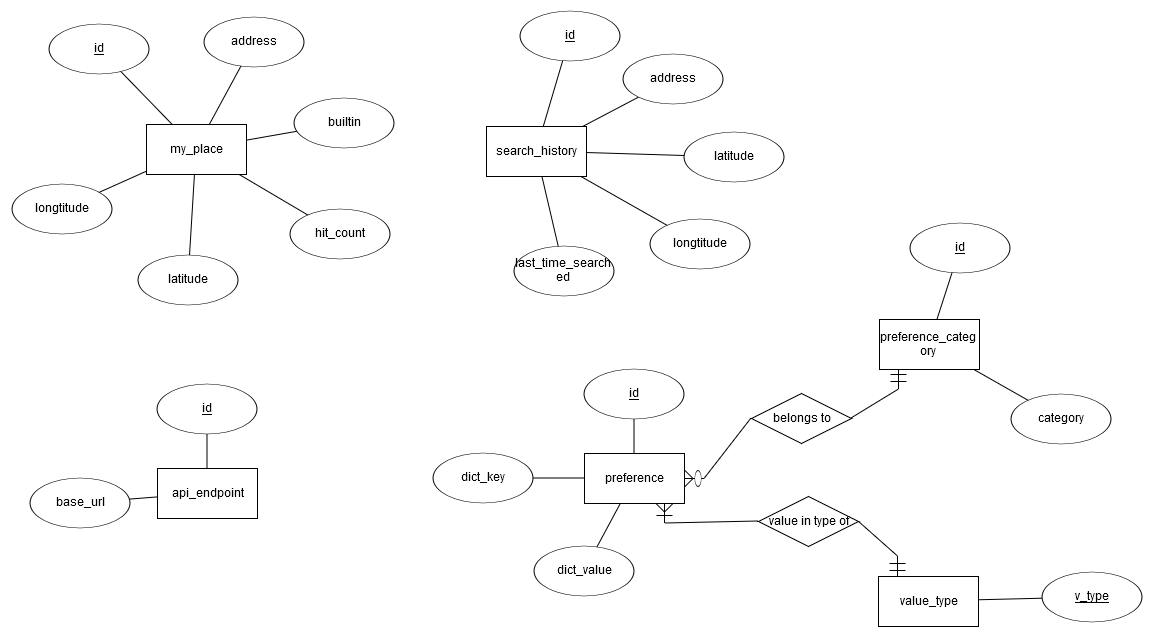 id
address
builtin
my_place
longtitude
hit_count
latitude
id
address
search_history
latitude
longtitude
last_time_search
ed
id
preference_categ
ory
category
belongs to
id
dict_key
preference
value in type of
dict_value
value_type
v_type
id
base_url
api_endpoint